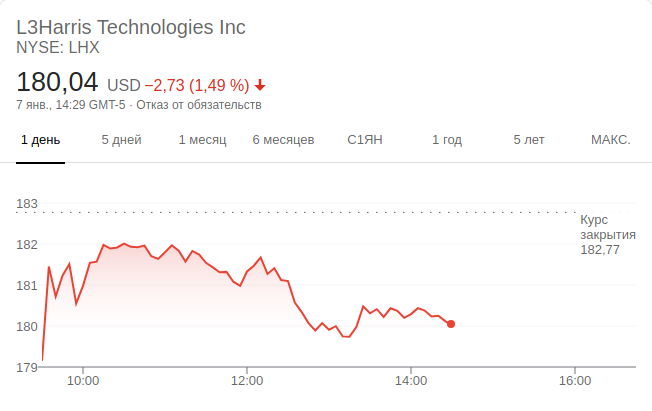 L3Harris Technologies Inc
NYSE: LHX
180,04 USD −2,73 (1,49 %)
7 янв., 14:29 GMT-5 · Отказ от обязательств
1 день 5 дней 1 месяц 6 месяцев С1ЯН 1 год 5 лет МАКС.
183
Курс
закрытия
182,77
182
181
180
179
10:00 12:00 14:00 16:00